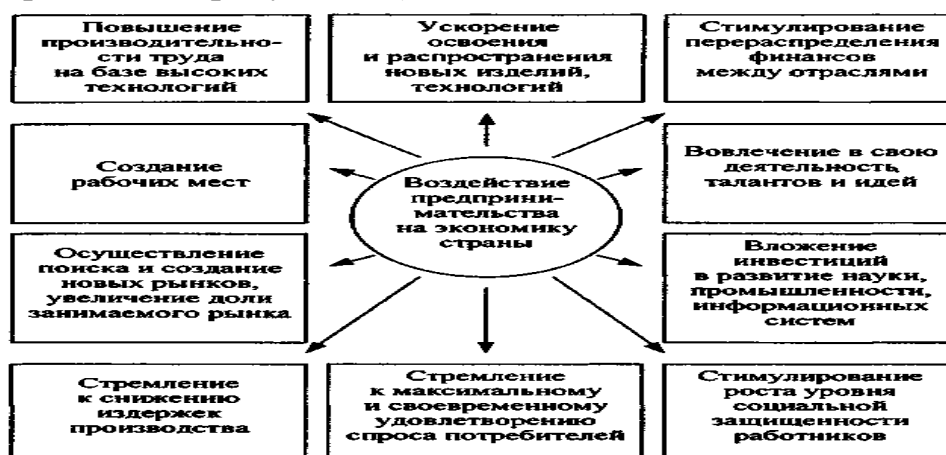 Повышение
производительно-
сти труда
на базе высоких
технологий
Ускорение
освоения
и распространения
новых изделий,
технологий
Стимулирование
перераспределения
финансов
между отраслями
Создание
рабочих мест
Воздействие
предприни-
мательства
на экономику
страны
Вовлечение в свою
деятельность
талантов и идей
Осуществление
поиска и создание
новых рынков,
увеличение доли
занимаемого рынка
Вложение
инвестиций
в развитие науки,
промышленности,
информационных
систем
Стремление
к снижению
издержек
производства
Стремление
к максимальному
и своевременному
удовлетворению
спроса потребителей
Стимулирование
роста уровня
социальной
защищенности
работников